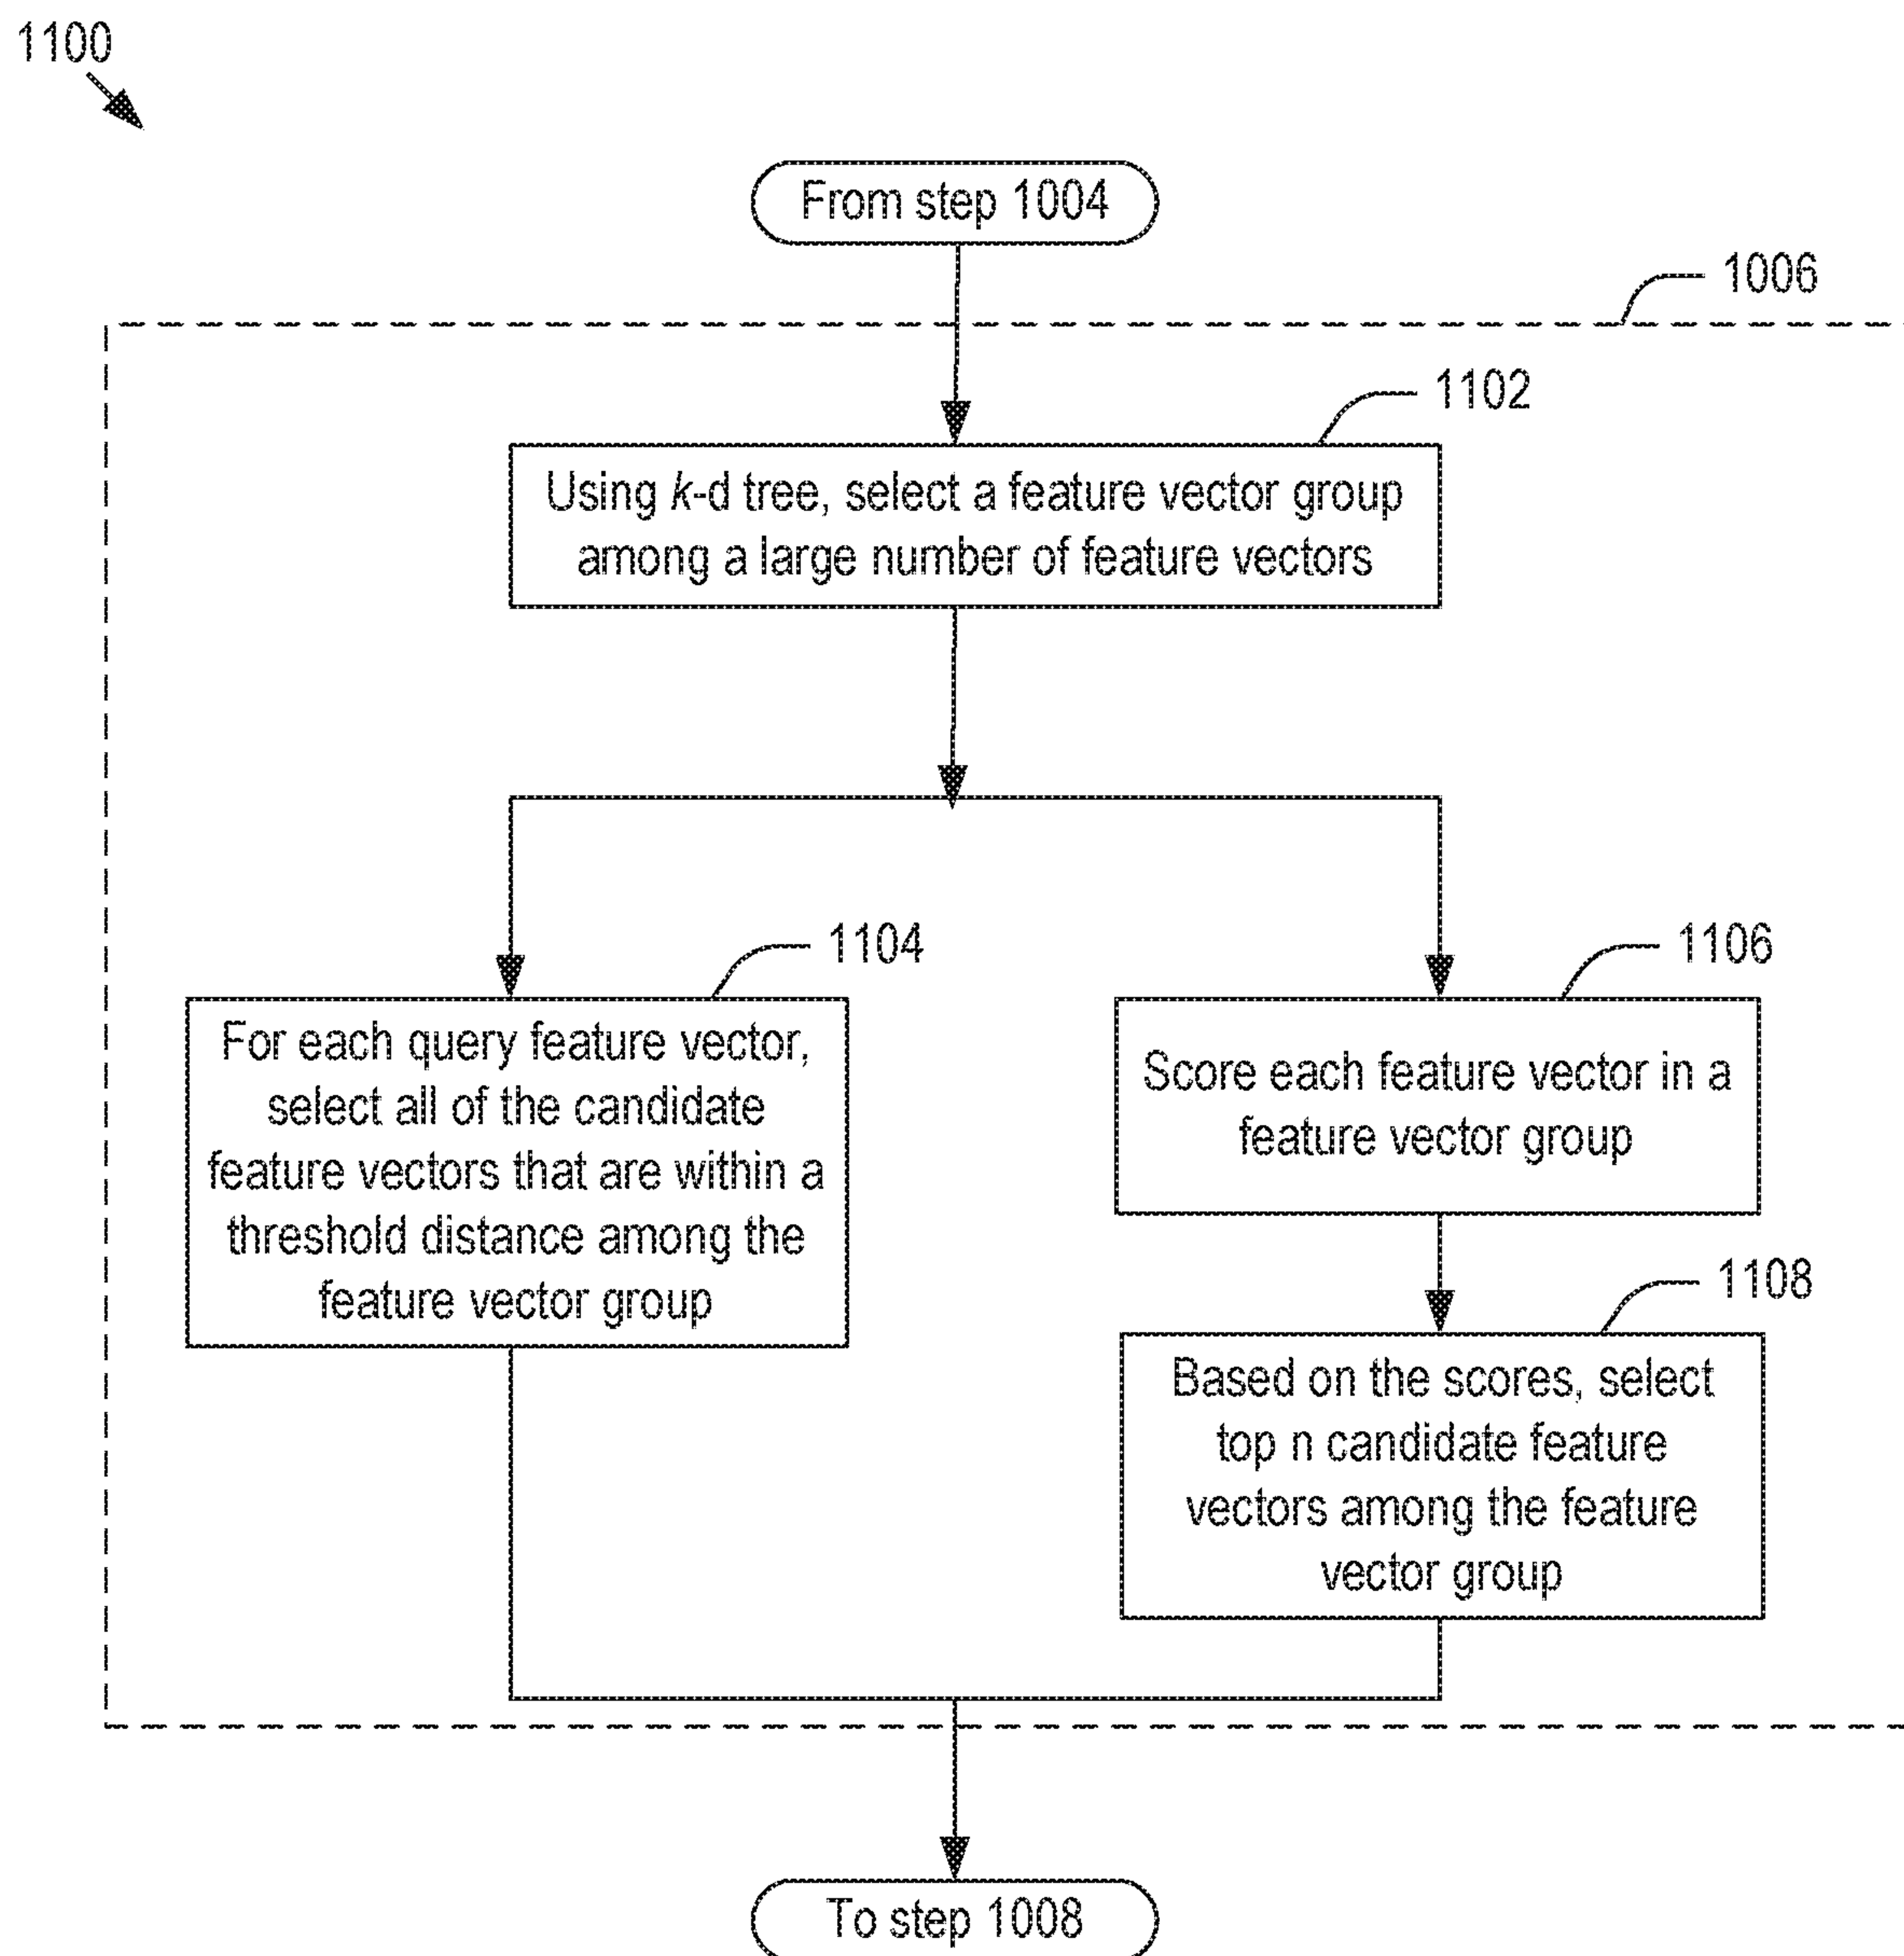 1100
From step 1004
1006
1102
Using k-d tree, select a feature vector group
among a large number of feature vectors
1104
For each query feature vector,
select all of the candidate
feature vectors that are within a
threshold distance among the
feature vector group
1106
Score each feature vector in a
feature vector group
1108
Based on the scores, select
top n candidate feature
vectors among the feature
vector group
To step 1008